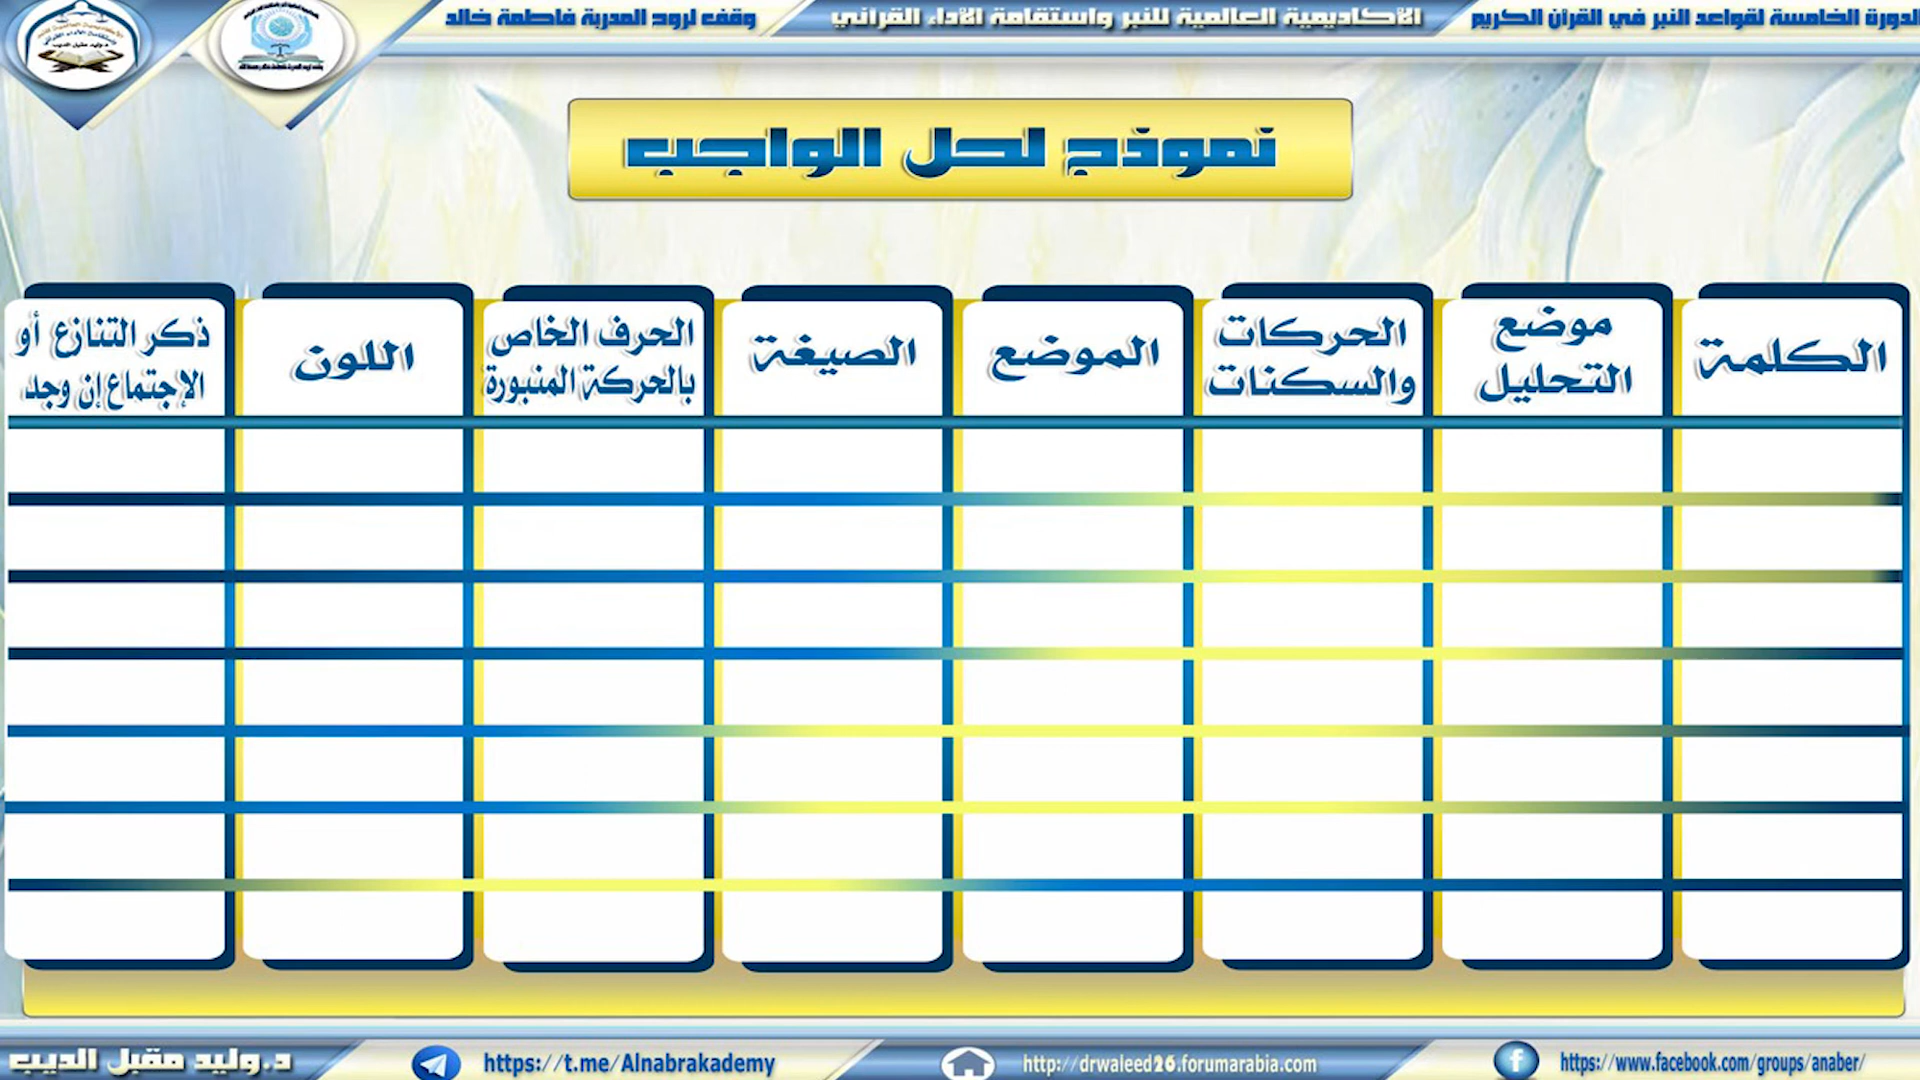 الدورة الخامسة لقواعد النبر في القرآن الكريم
الأكاديمية العالمية للنبر واستقامة الأداء القرآني
وقف لروح المدربة فاطمة خالد
نموذج لحل الواجب
الكلمة
موضع
التحليل
الحركات
والسكنات
الموضع
الصيغة
الحرف الخاص
بالحركة المنبورة
اللون
ذكر التنازع أو
الإجتماع إن وجد
د.وليد مقبل الديب
https://t.me/Alnabrakademy
http://drwaleed26.forumarabia.com
https://www.facebook.com/groups/anaber/